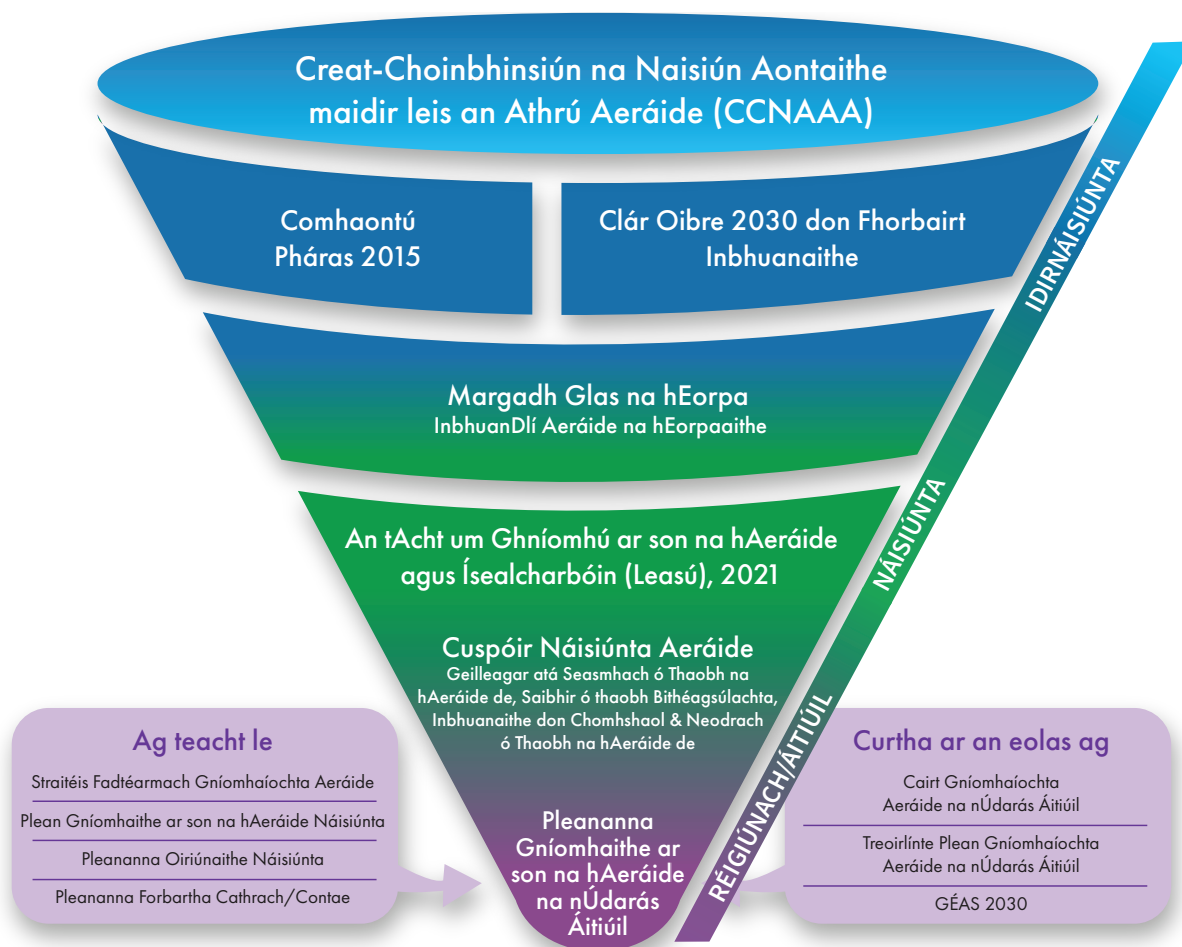 Creat-Choinbhinsiún na Naisiún Aontaithe
maidir leis an Athrú Aeráide (CCNAAA)
Comhaontú
Pháras 2015
Clár Oibre 2030 don Fhorbairt
Inbhuanaithe
Margadh Glas na hEorpa
InbhuanDlí Aeráide na hEorpaaithe
An tAcht um Ghníomhú ar son na hAeráide
agus Ísealcharbóin (Leasú), 2021
Cuspóir Náisiúnta Aeráide
Geilleagar atá Seasmhach ó Thaobh na
hAeráide de, Saibhir ó thaobh Bithéagsúlachta,
Inbhuanaithe don Chomhshaol & Neodrach
ó Thaobh na hAeráide de
Pleananna
Gníomhaithe ar
son na hAeráide
na nÚdarás
Áitiúil
IDIRNÁISIÚNTA
NÁISIÚNTA
RÉIGIÚNACH/ÁITIÚIL
Ag teacht le
Straitéis Fadtéarmach Gníomhaíochta Aeráide
Plean Gníomhaithe ar son na hAeráide Náisiúnta
Pleananna Oiriúnaithe Náisiúnta
Pleananna Forbartha Cathrach/Contae
Curtha ar an eolas ag
Cairt Gníomhaíochta
Aeráide na nÚdarás Áitiúil
Treoirlínte Plean Gníomhaíochta
Aeráide na nÚdarás Áitiúil
GÉAS 2030